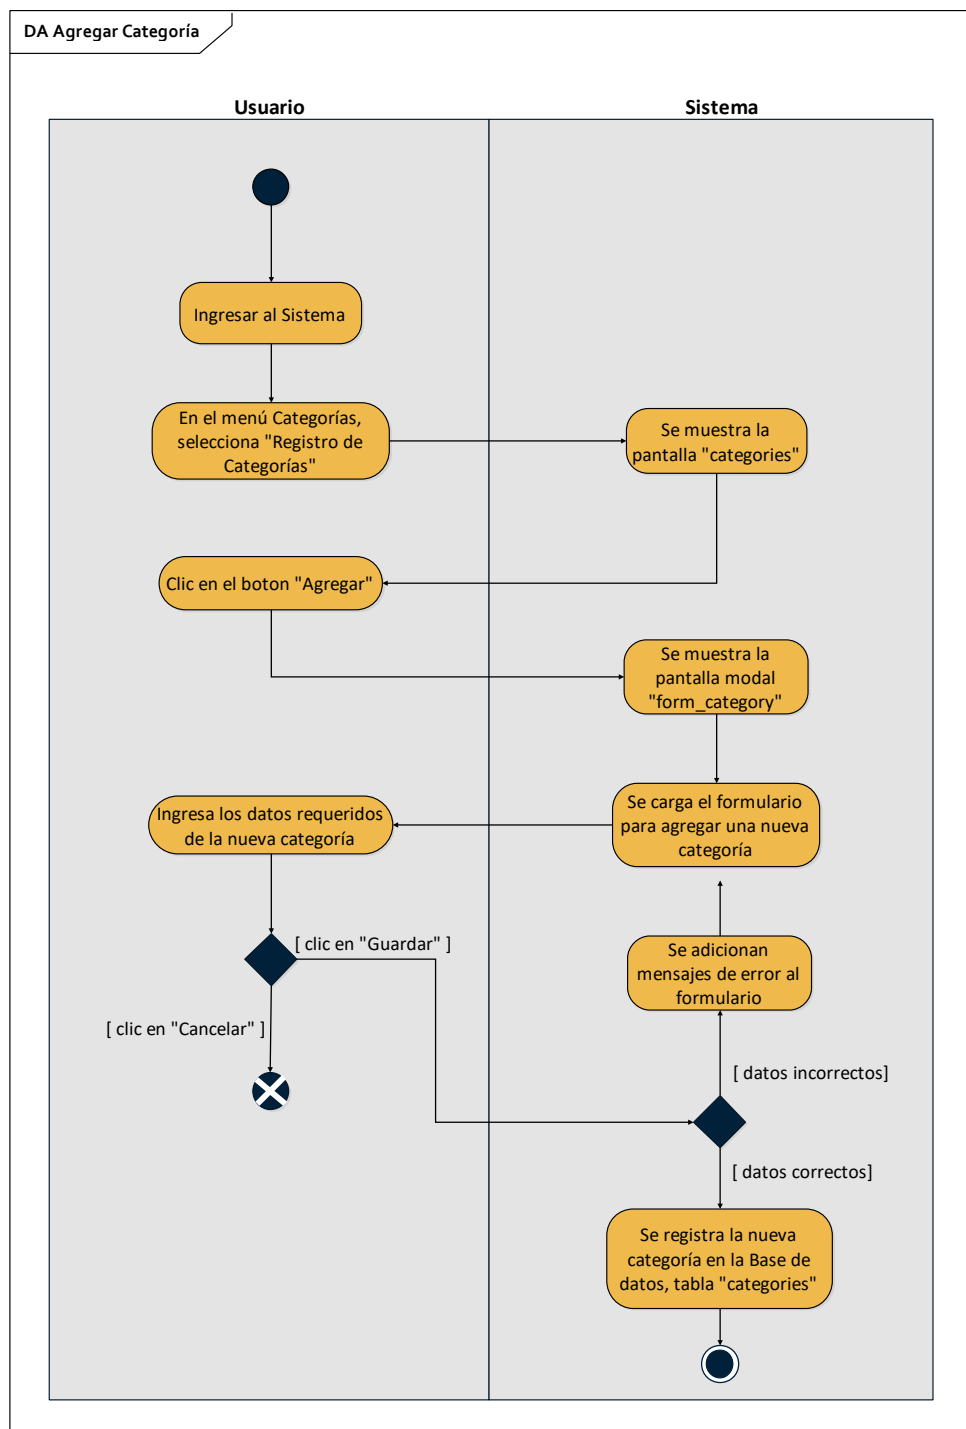 DA Agregar Categoría
Usuario
Sistema
Ingresar al Sistema
En el menú Categorías,
selecciona "Registro de
Categorías"
Se muestra la
pantalla "categories"
Clic en el boton "Agregar"
Se muestra la
pantalla modal
"form_category"
Ingresa los datos requeridos
de la nueva categoría
Se carga el formulario
para agregar una nueva
categoría
[ clic en "Guardar" ]
Se adicionan
mensajes de error al
formulario
[ clic en "Cancelar" ]
[ datos incorrectos]
[ datos correctos]
Se registra la nueva
categoría en la Base de
datos, tabla "categories"